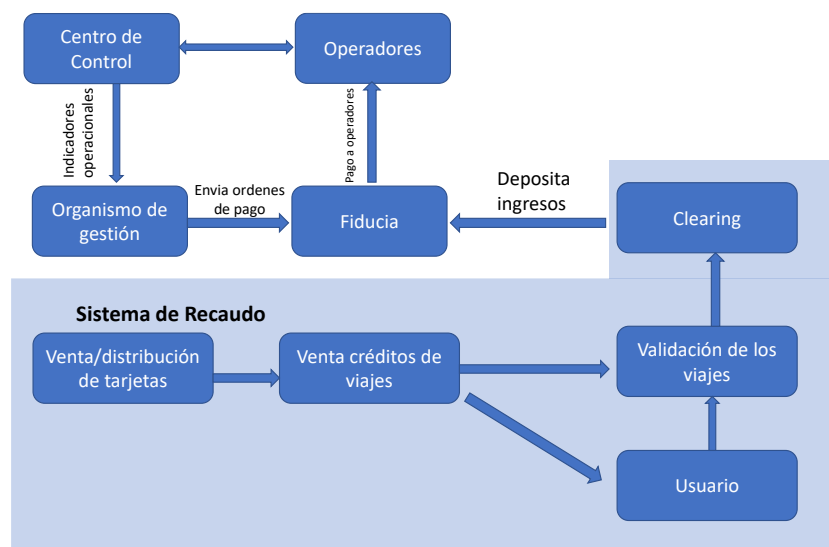 Centro de
Control
Operadores
Indicadores
operacionales
Pago a operadores
Envia ordenes
de pago
Deposita
ingresos
Organismo de
gestión
Fiducia
Clearing
Sistema de Recaudo
Venta/distribución
de tarjetas
Venta créditos de
viajes
Validación de los
viajes
Usuario